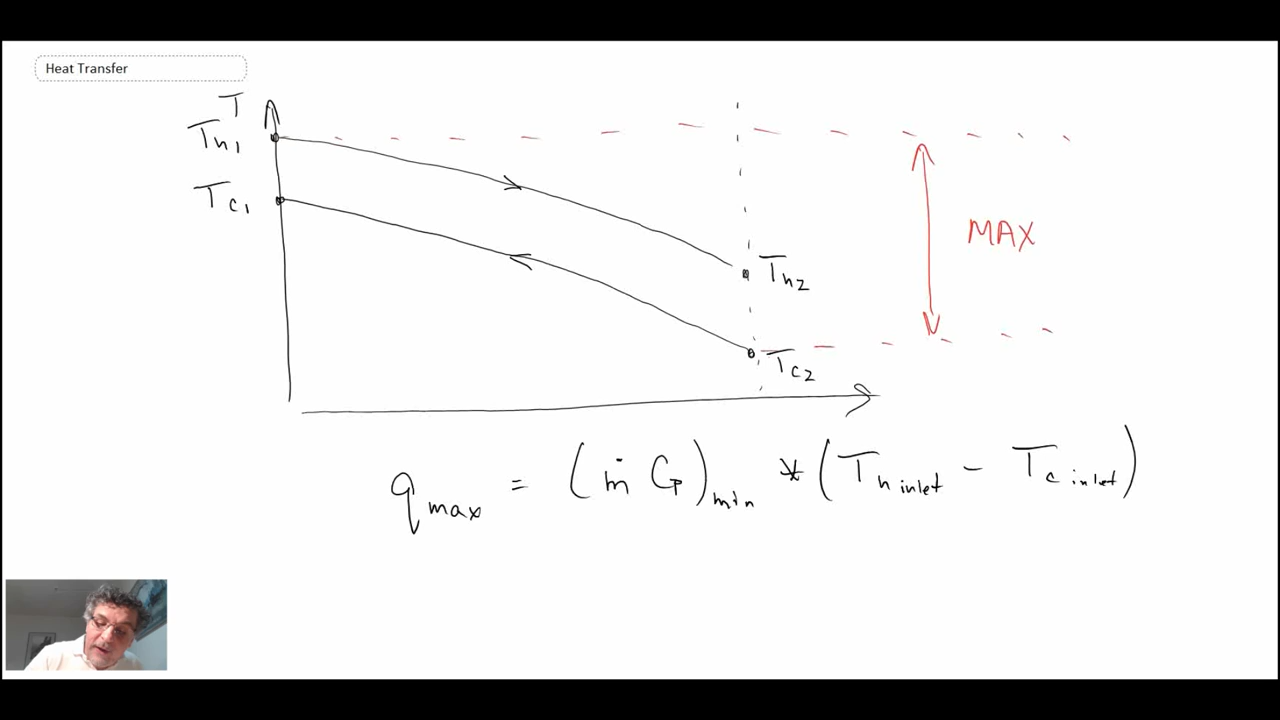 Heat Transfer
T
Th1
Tc1
MAX
Th2
Tc2
qmax = (ṁ Cp)min * (Th inlet - Tc inlet)